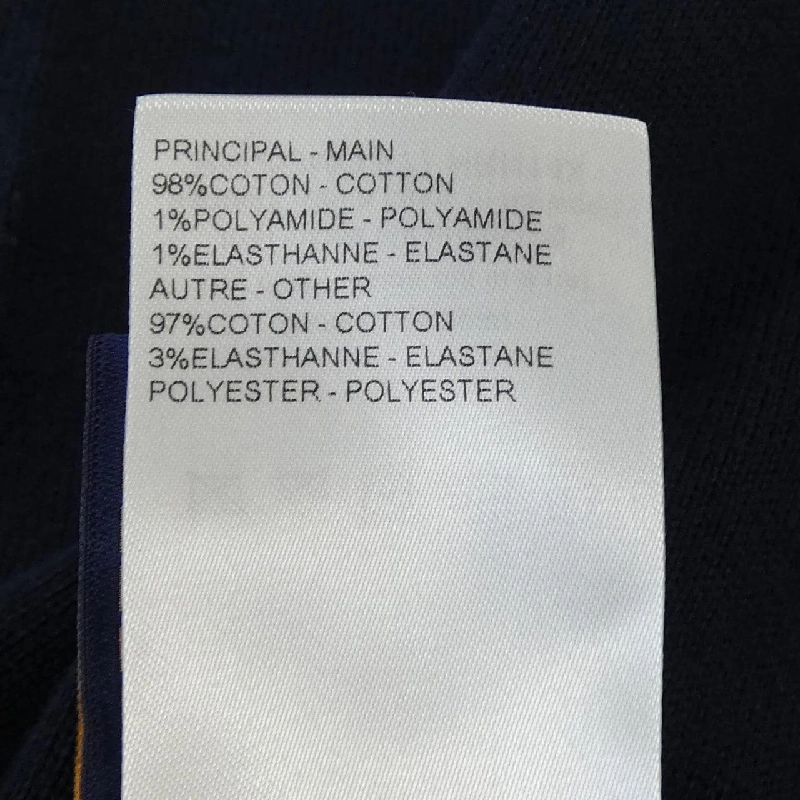 PRINCIPAL - MAIN
98%COTON - COTTON
1%POLYAMIDE - POLYAMIDE
1%ELASTHANNE - ELASTANE
AUTRE - OTHER
97%COTON - COTTON
3%ELASTHANNE - ELASTANE
POLYESTER - POLYESTER